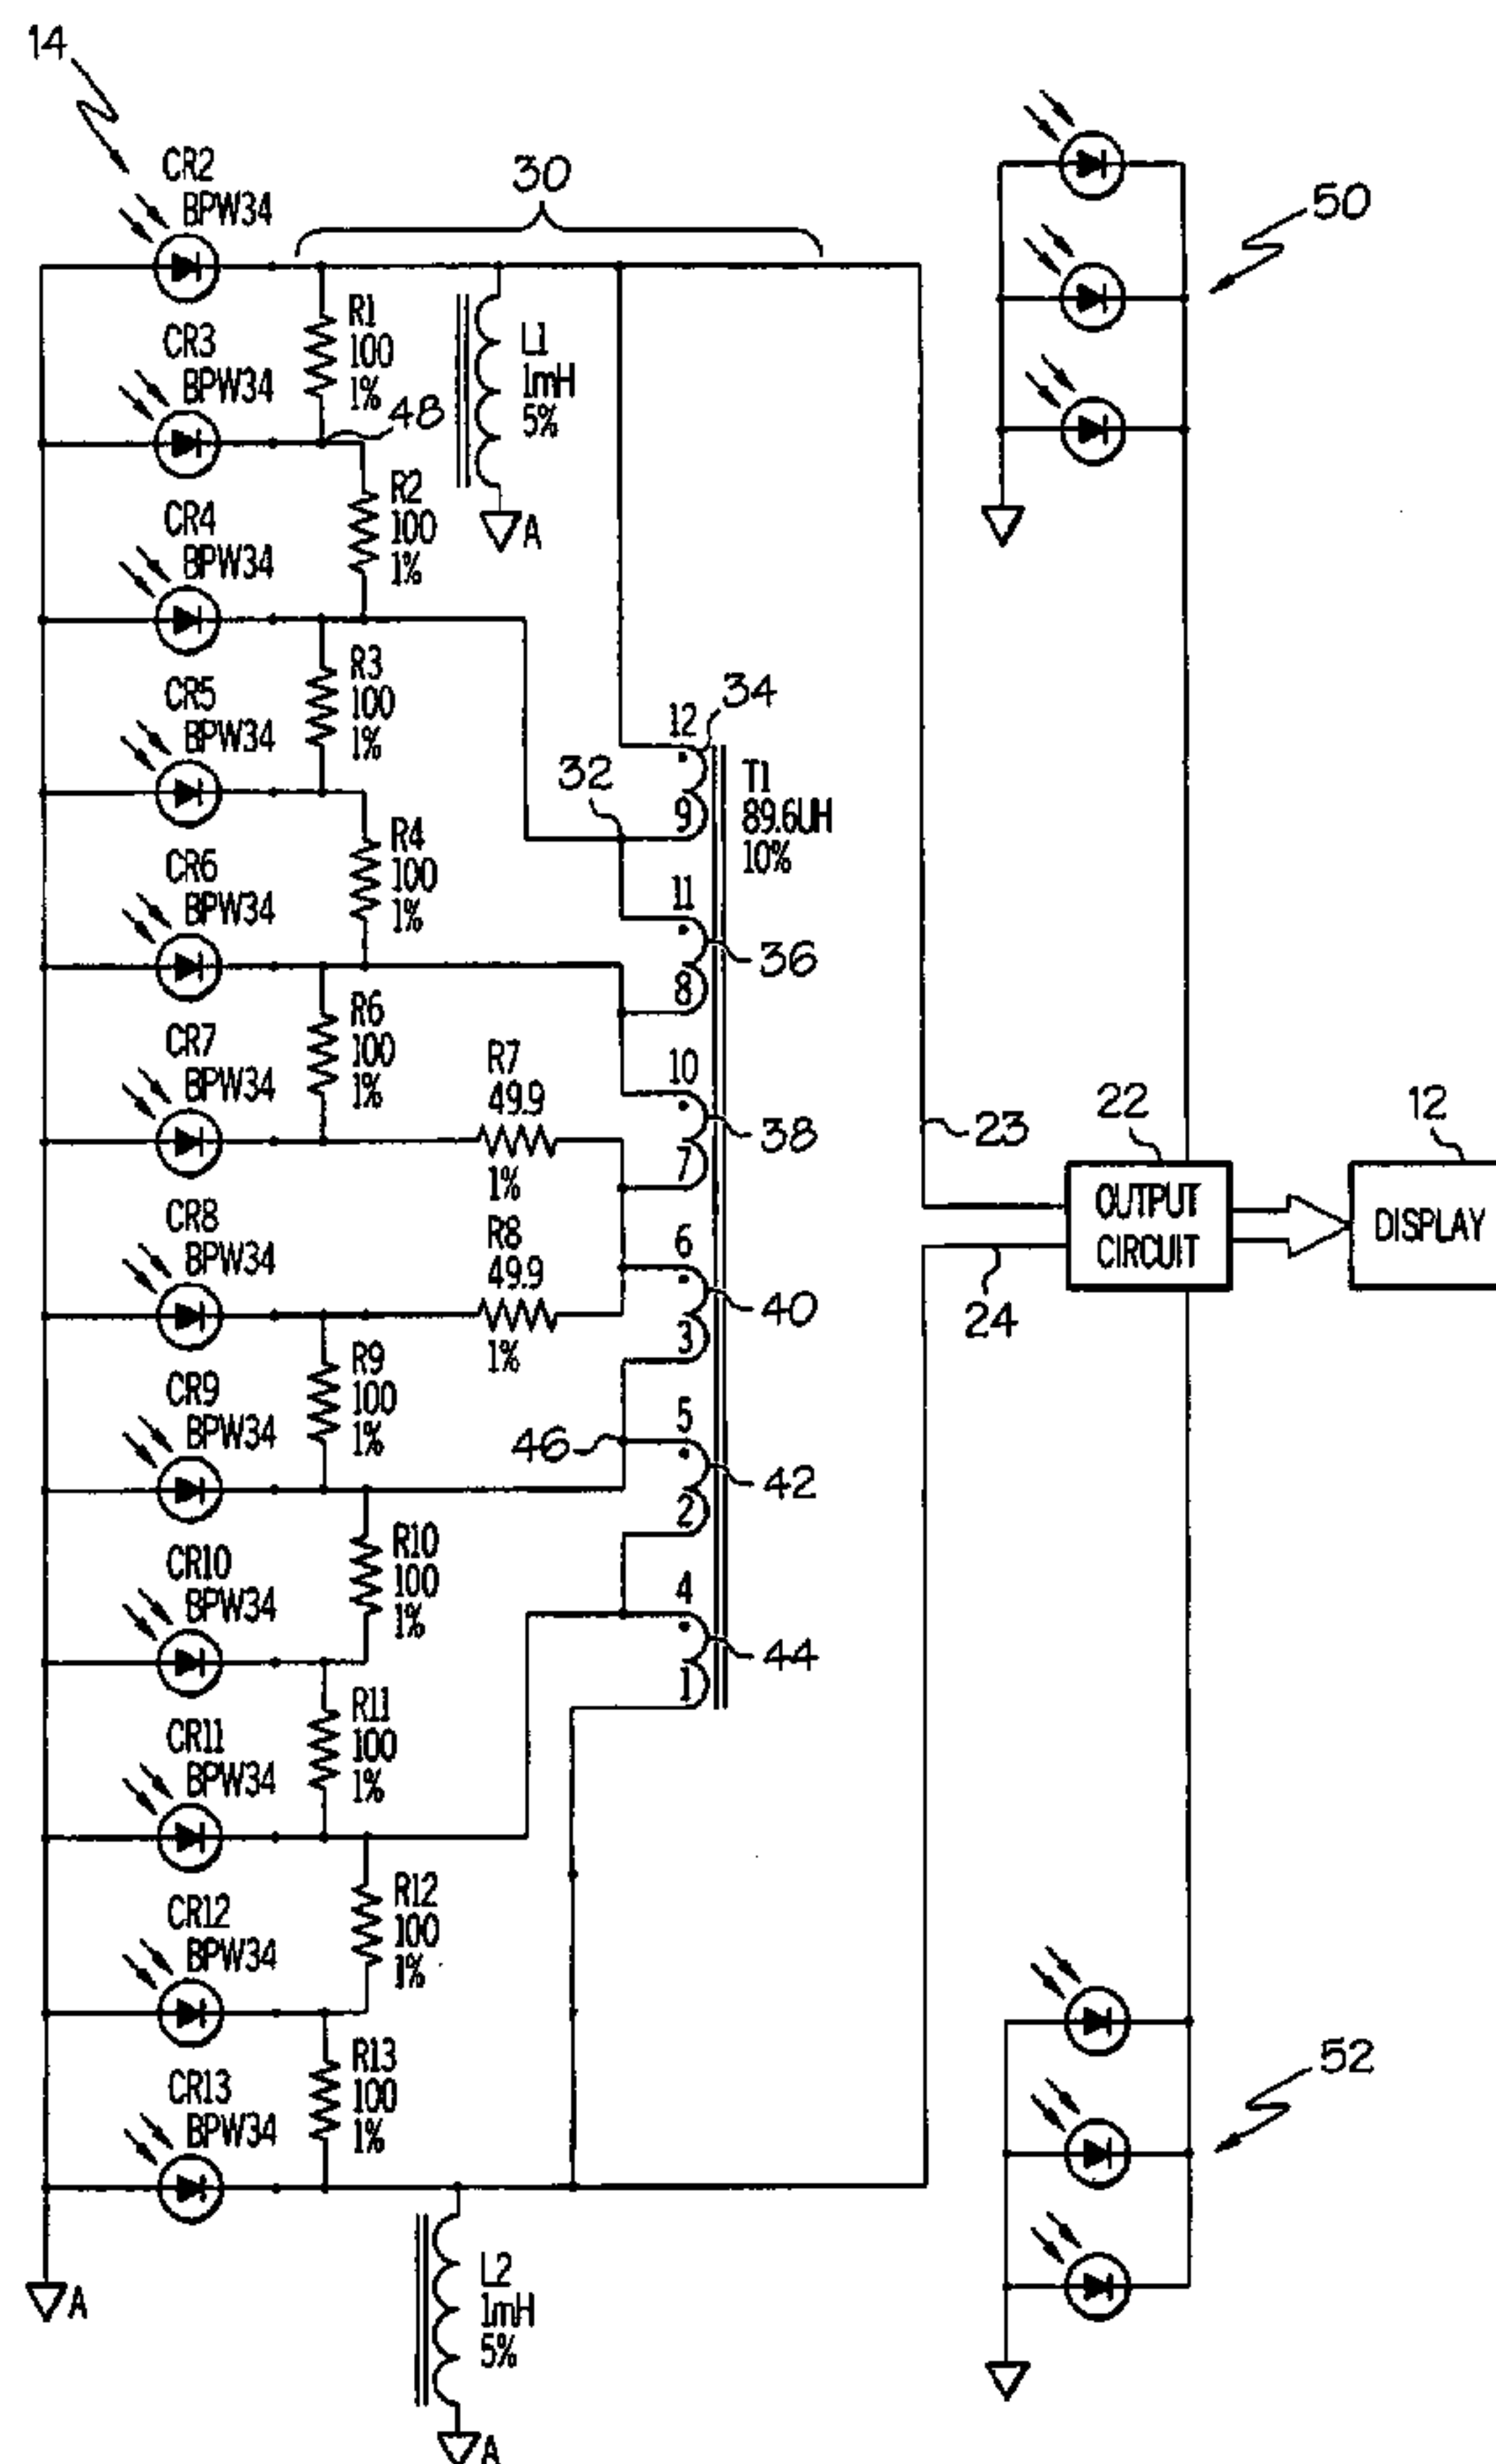 14
CR2
BPW34
30
50
R1
100
1%
L1
1mH
5%
CR3
BPW34
48
A
R2
100
1%
CR4
BPW34
R3
100
1%
CR5
BPW34
34
12
32
9
T1
89.6UH
10%
R4
100
1%
CR6
BPW34
11
36
8
R6
100
1%
CR7
BPW34
R7
49.9
1%
10
38
7
23
22
12
OUTPUT
CIRCUIT
DISPLAY
24
CR8
BPW34
R8
49.9
1%
6
40
3
R9
100
1%
CR9
BPW34
46
5
42
2
R10
100
1%
CR10
BPW34
4
44
1
R11
100
1%
CR11
BPW34
R12
100
1%
CR12
BPW34
R13
100
1%
52
CR13
BPW34
A
L2
1mH
5%
A